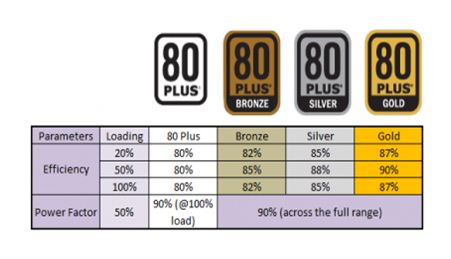 80 80 80 80
PLUS® PLUS® PLUS® PLUS®
BRONZE SILVER GOLD
Parameters Loading 80 Plus Bronze Silver Gold
20% 80% 82% 85% 87%
Efficiency 50% 80% 85% 88% 90%
100% 80% 82% 85% 87%
Power Factor 50% 90% (@100% load) 90% (across the full range)